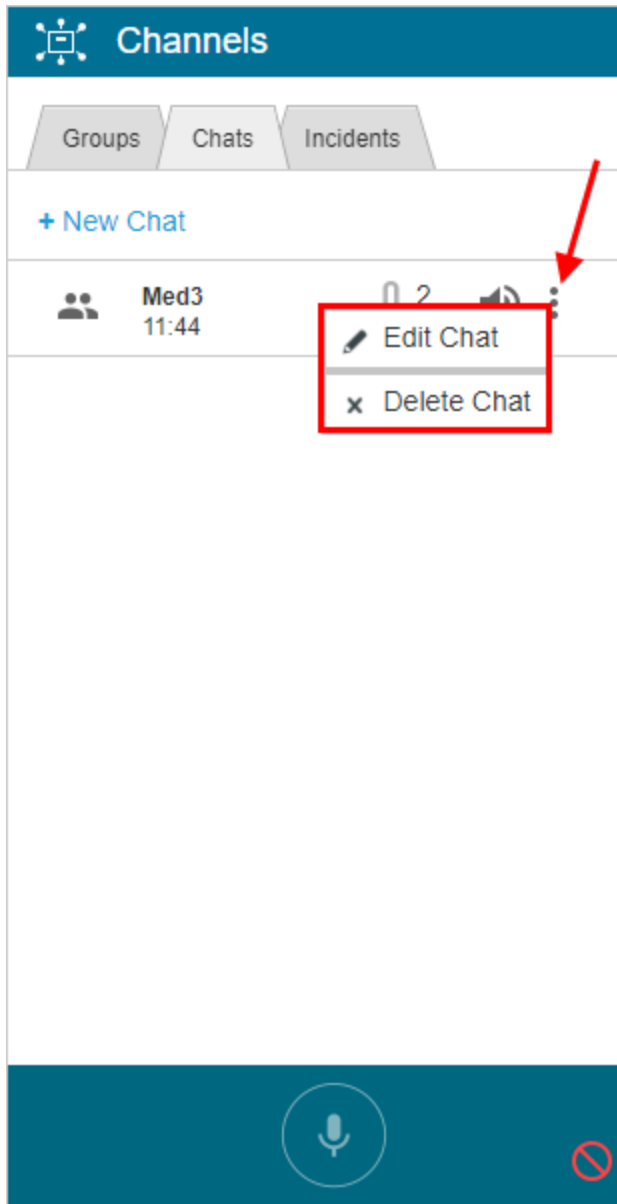 Channels
Groups Chats Incidents
+ New Chat
Med3 2
11:44
Edit Chat
Delete Chat